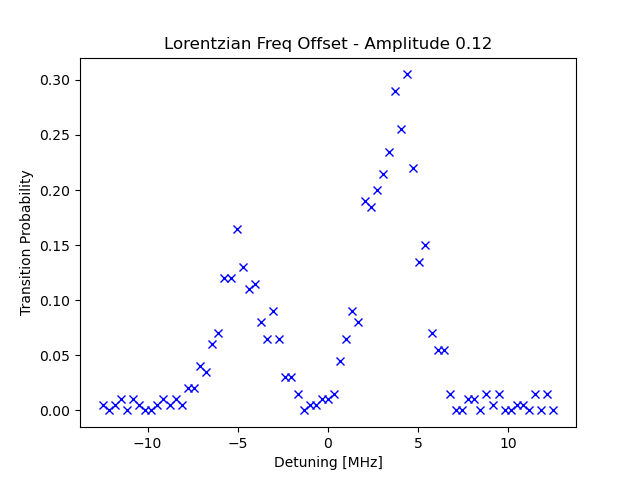 Lorentzian Freq Offset - Amplitude 0.12
0.30
0.25
0.20
0.15
0.10
0.05
0.00
Transition Probability
−10 −5 0 5 10
Detuning [MHz]